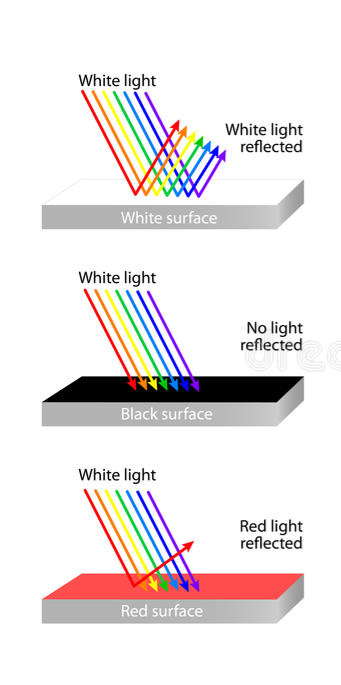 White light
White light
reflected
White surface
White light
No light
reflected
Black surface
White light
Red light
reflected
Red surface